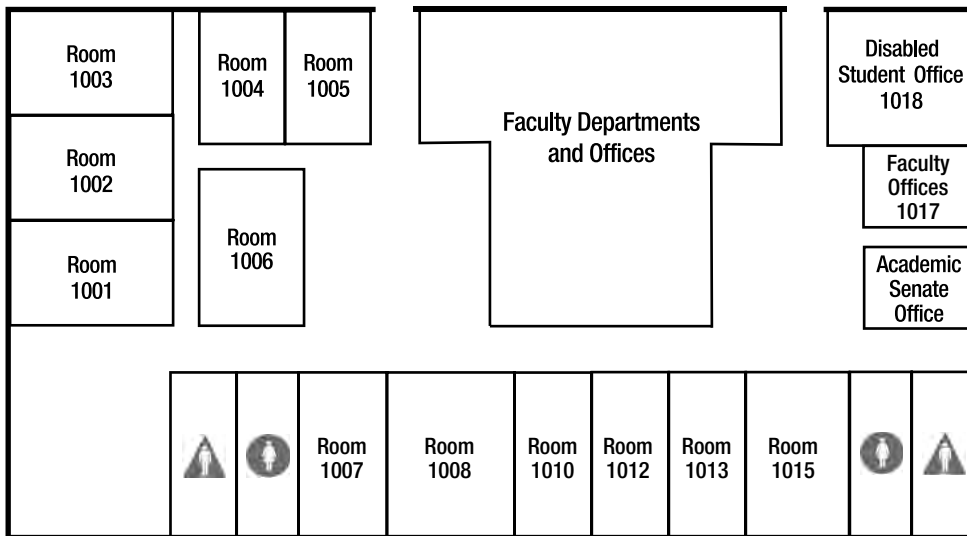 Room
1003
Room
1004
Room
1005
Faculty Departments
and Offices
Disabled
Student Office
1018
Room
1002
Faculty
Offices
1017
Room
1001
Room
1006
Academic
Senate
Office
Room
1007
Room
1008
Room
1010
Room
1012
Room
1013
Room
1015